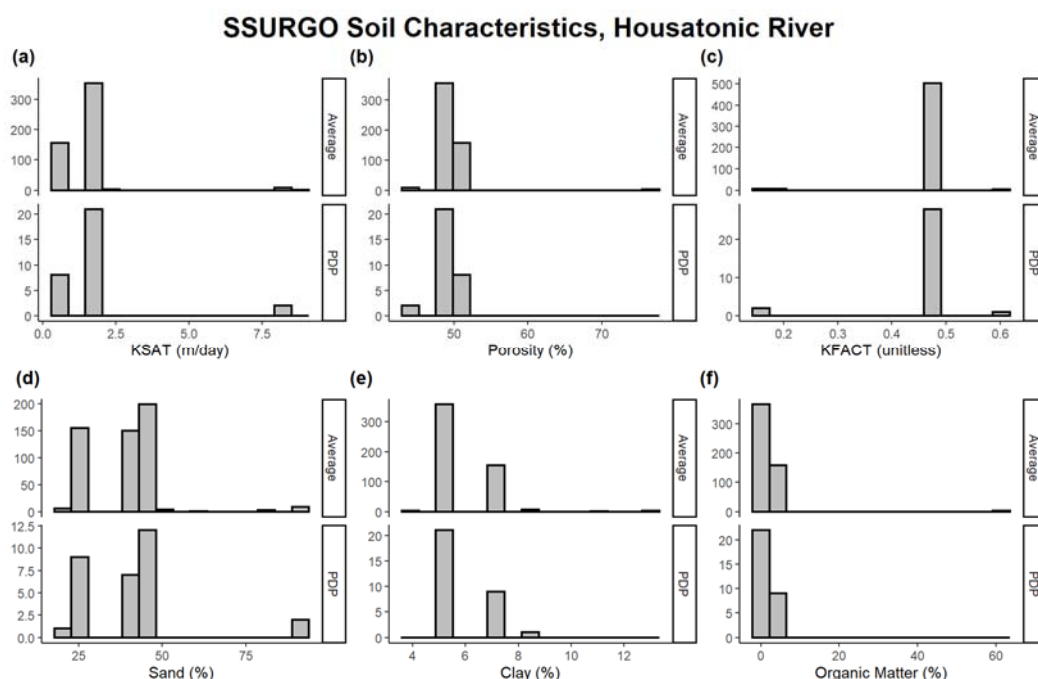 SSURGO Soil Characteristics, Housatonic River
(a)
300
200
100
0
Average
20
15
10
5
0
PDP
0.0 2.5 5.0 7.5
KSAT (m/day)
(b)
300
200
100
0
Average
20
15
10
5
0
PDP
50 60 70
Porosity (%)
(c)
500
400
300
200
100
0
Average
20
10
0
PDP
0.2 0.3 0.4 0.5 0.6
KFACT (unitless)
(d)
200
150
100
50
0
Average
12.5
10.0
7.5
5.0
2.5
0.0
PDP
25 50 75
Sand (%)
(e)
300
200
100
0
Average
20
15
10
5
0
PDP
4 6 8 10 12
Clay (%)
(f)
300
200
100
0
Average
20
15
10
5
0
PDP
0 20 40 60
Organic Matter (%)